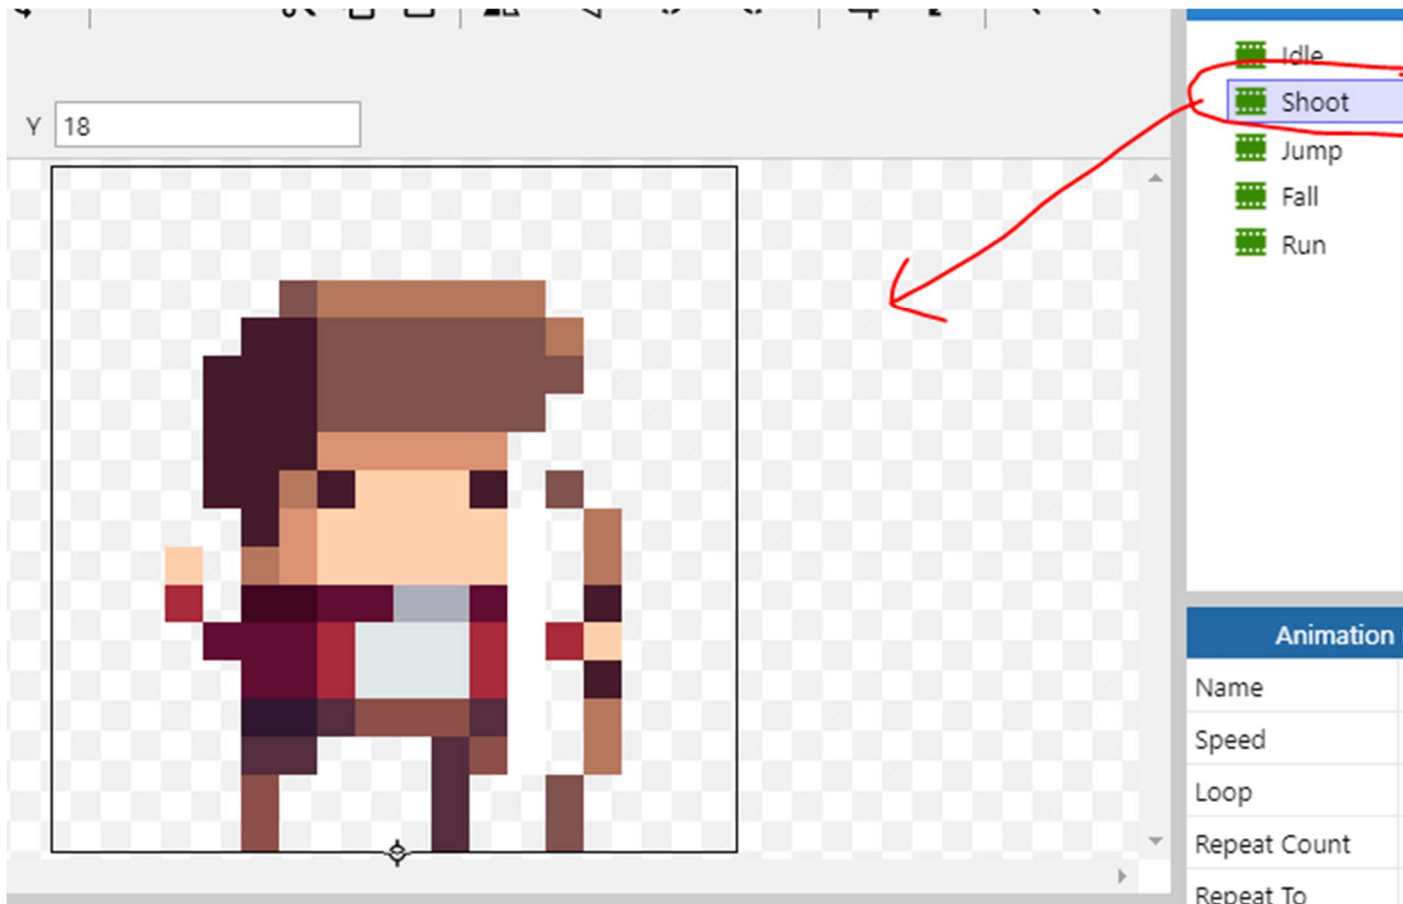 Idle
Shoot
Y 18
Jump
Fall
Run
Animation
Name
Speed
Loop
Repeat Count
Repeat To